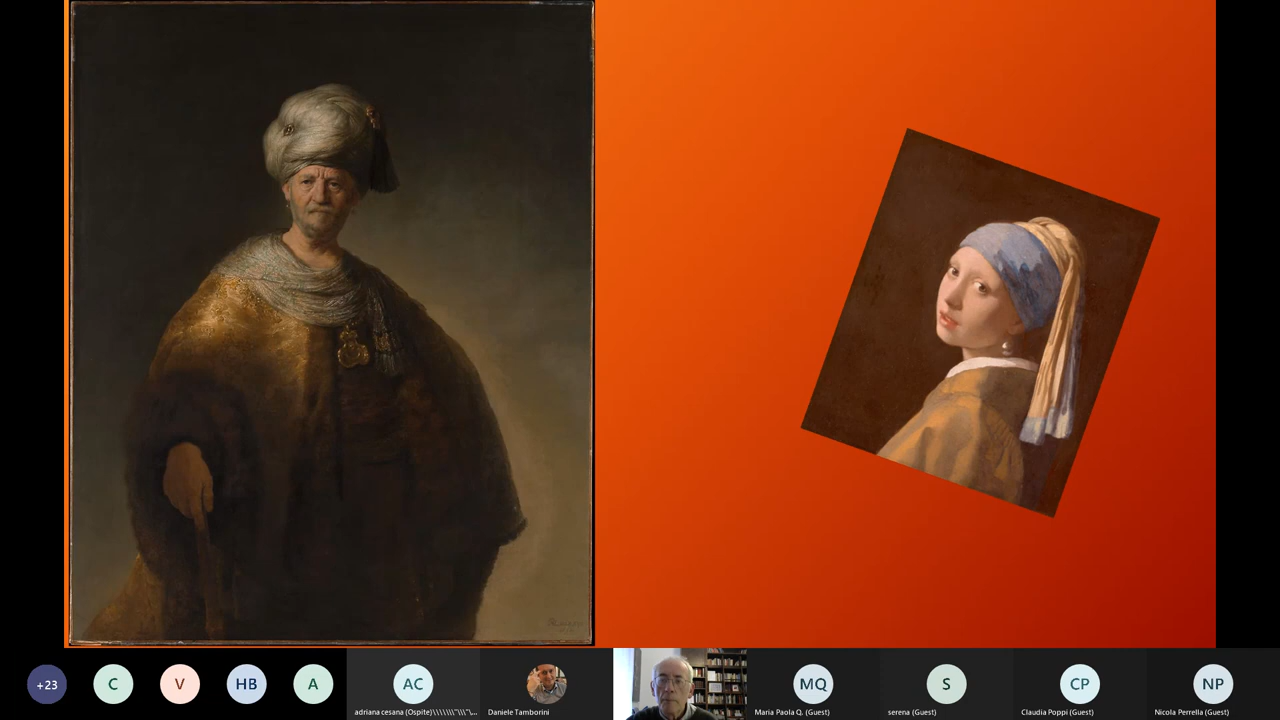 +23
C
V
HB
A
AC
adriana cesana (Ospite)\\\\\\\"\\\"\...
Daniele Tamborini
MQ
Maria Paola Q. (Guest)
S
serena (Guest)
CP
Claudia Poppi (Guest)
NP
Nicola Perrella (Guest)